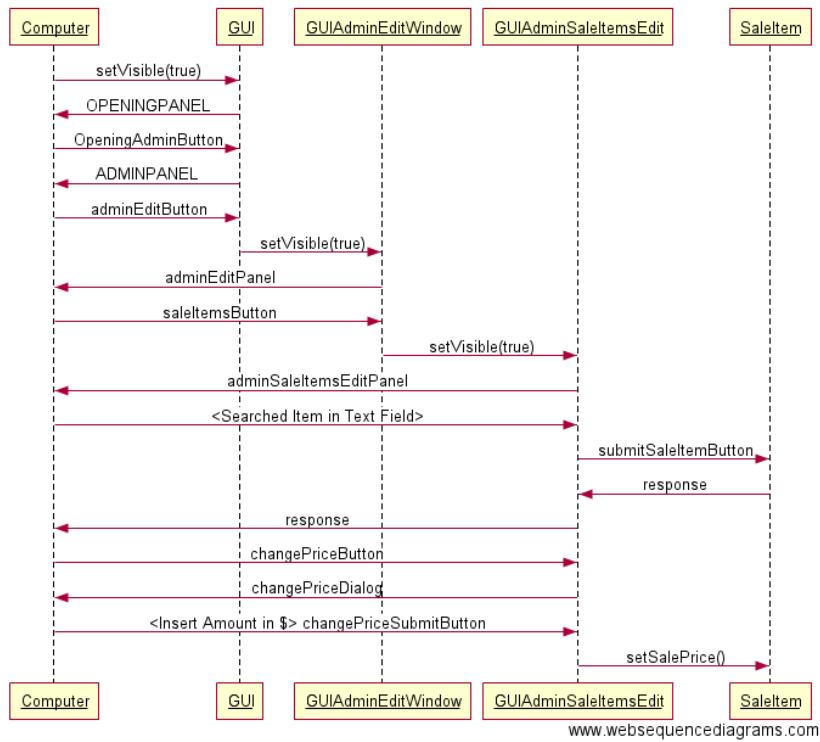 Computer GUI GUIAdminEditWindow GUIAdminSaleItemsEdit SaleItem
setVisible(true)
OPENINGPANEL
OpeningAdminButton
ADMINPANEL
adminEditButton
setVisible(true)
adminEditPanel
saleItemsButton
setVisible(true)
adminSaleItemsEditPanel
<Searched Item in Text Field>
submitSaleItemButton
response
response
changePriceButton
changePriceDialog
<Insert Amount in $> changePriceSubmitButton
setSalePrice()
Computer GUI GUIAdminEditWindow GUIAdminSaleItemsEdit SaleItem
www.websequencediagrams.com